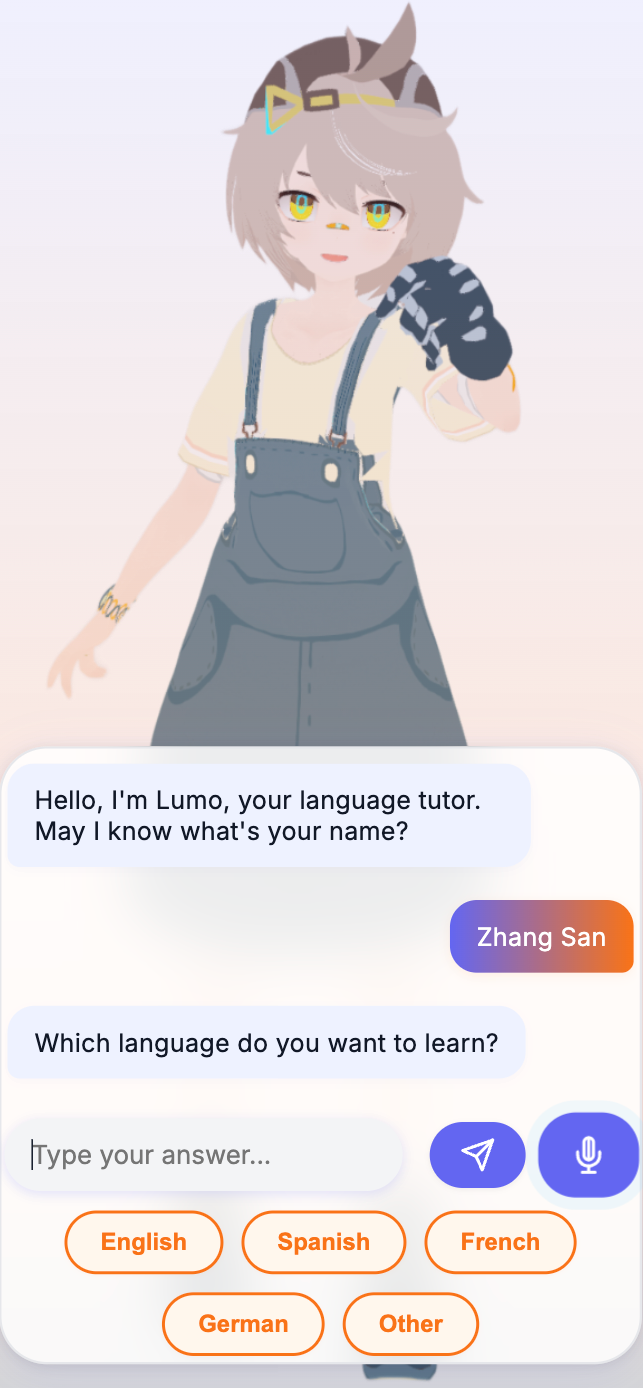 Hello, I'm Lumo, your language tutor.
May I know what's your name?
Zhang San
Which language do you want to learn?
Type your answer...
English
Spanish
French
German
Other